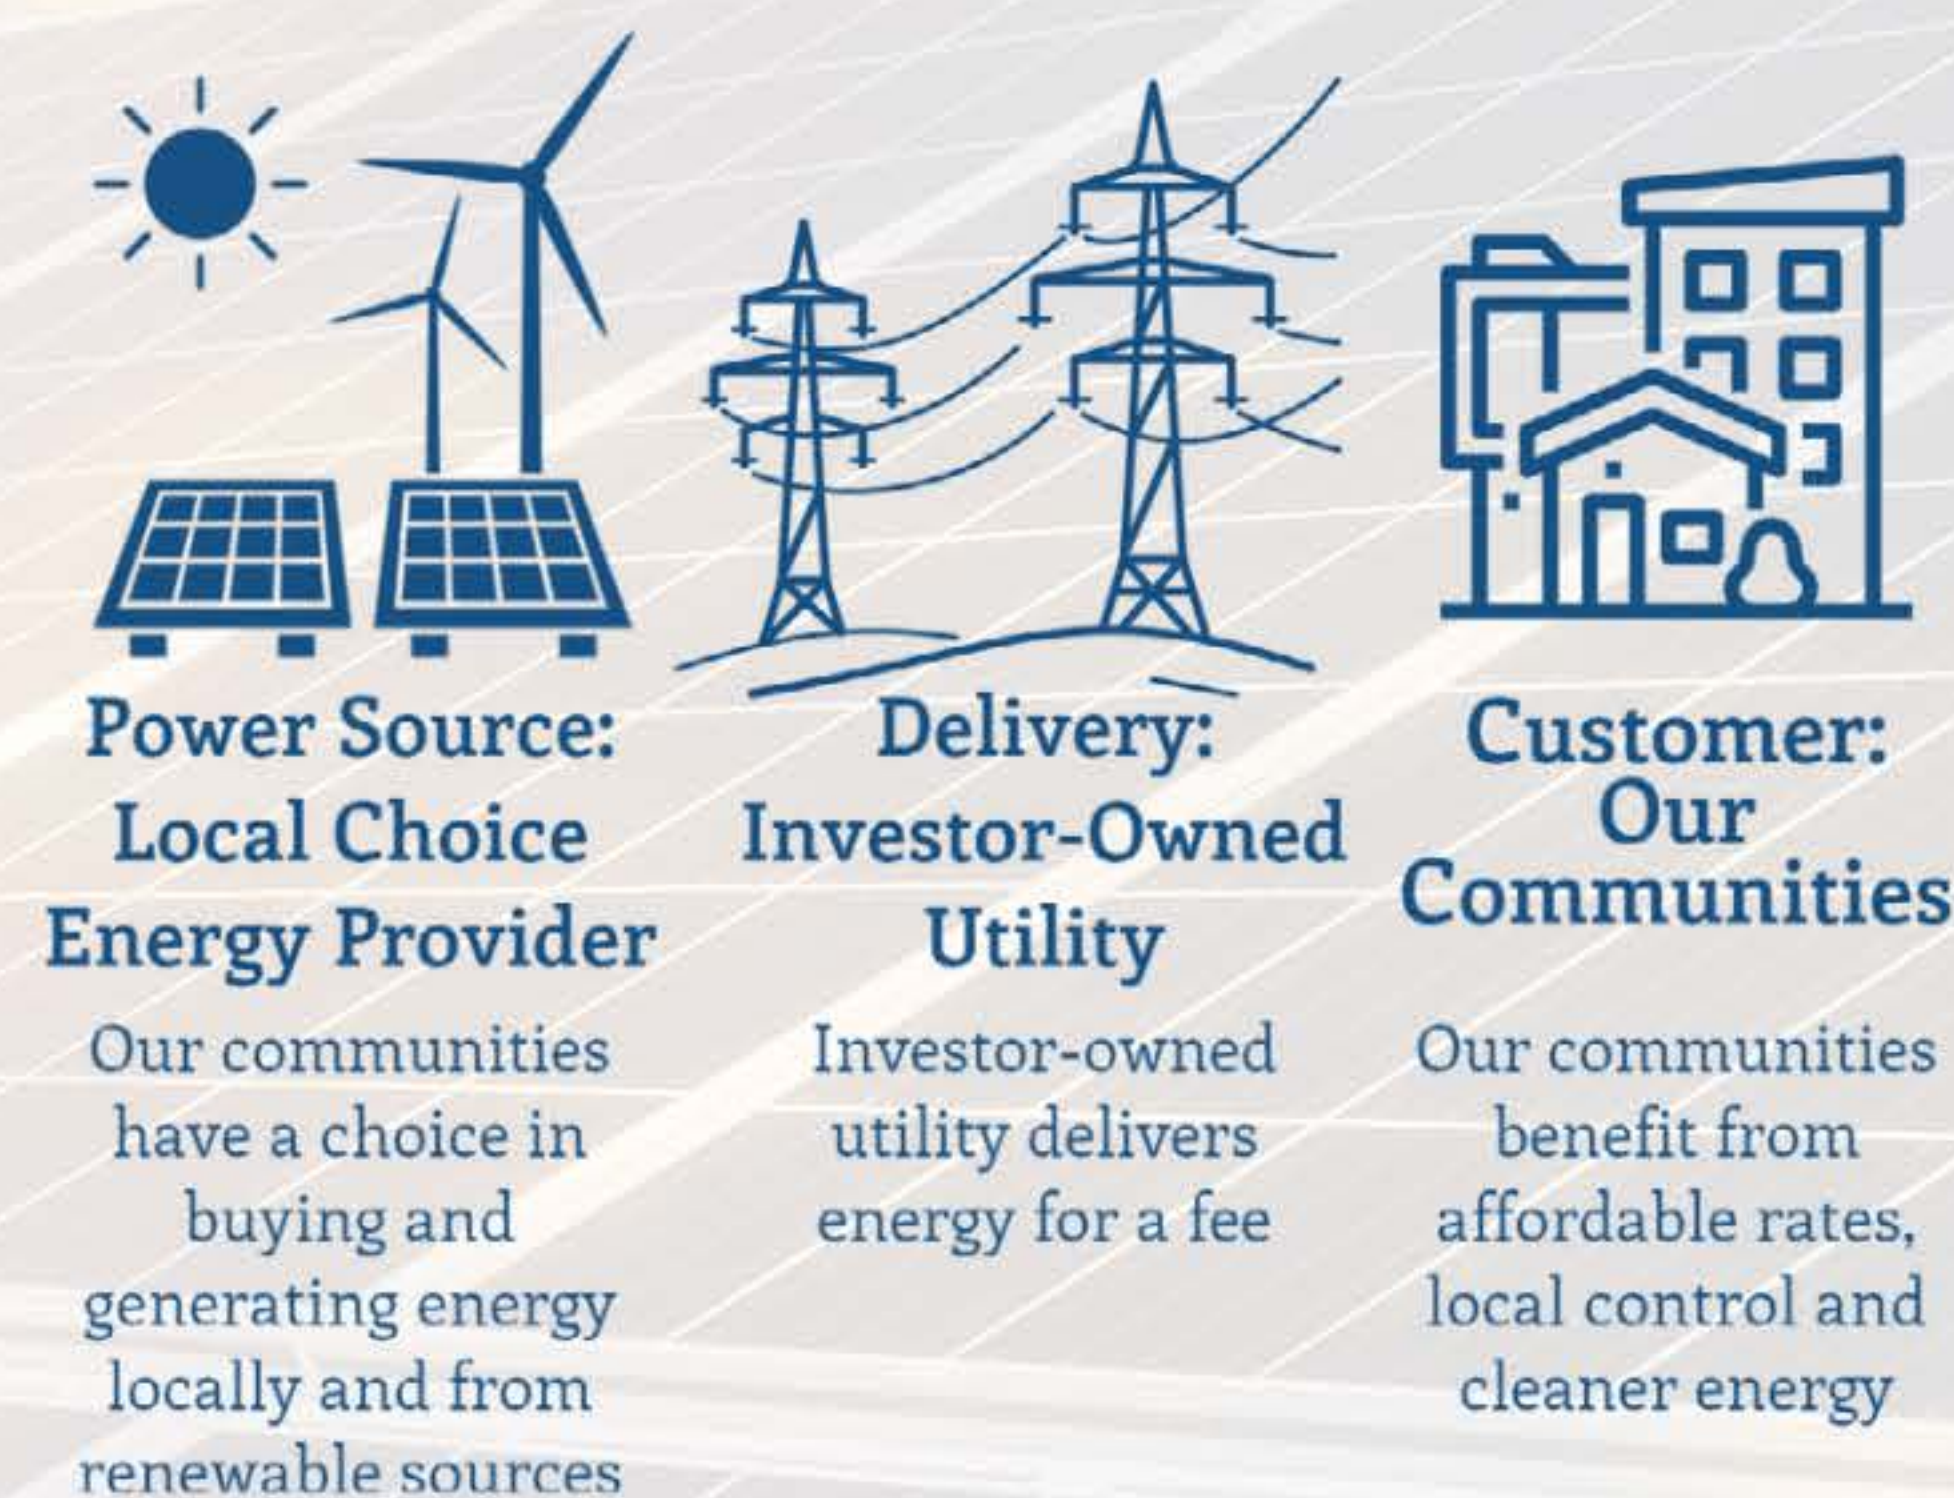 Power Source:
Local Choice
Energy Provider
Our communities
have a choice in
buying and
generating energy
locally and from
renewable sources
Delivery:
Investor-Owned
Utility
Investor-owned
utility delivers
energy for a fee
Customer:
Our
Communities
Our communities
benefit from
affordable rates,
local control and
cleaner energy